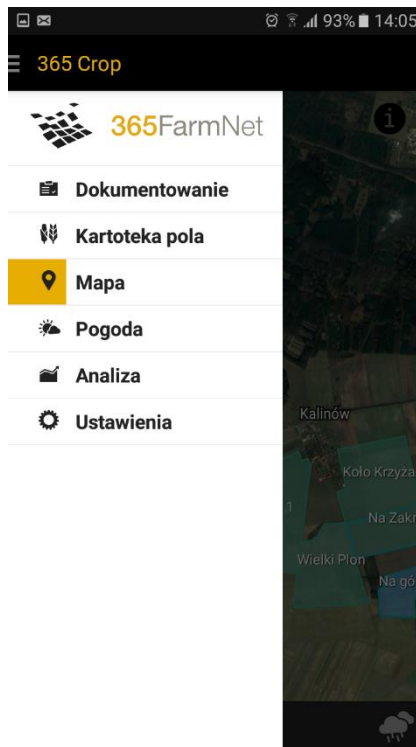 93% 14:05
365 Crop
365FarmNet
Dokumentowanie
Kartoteka pola
Mapa
Pogoda
Analiza
Ustawienia
Kalinów
Koło Krzyża
1
Na Zakr
Wielki Plon
Na gó